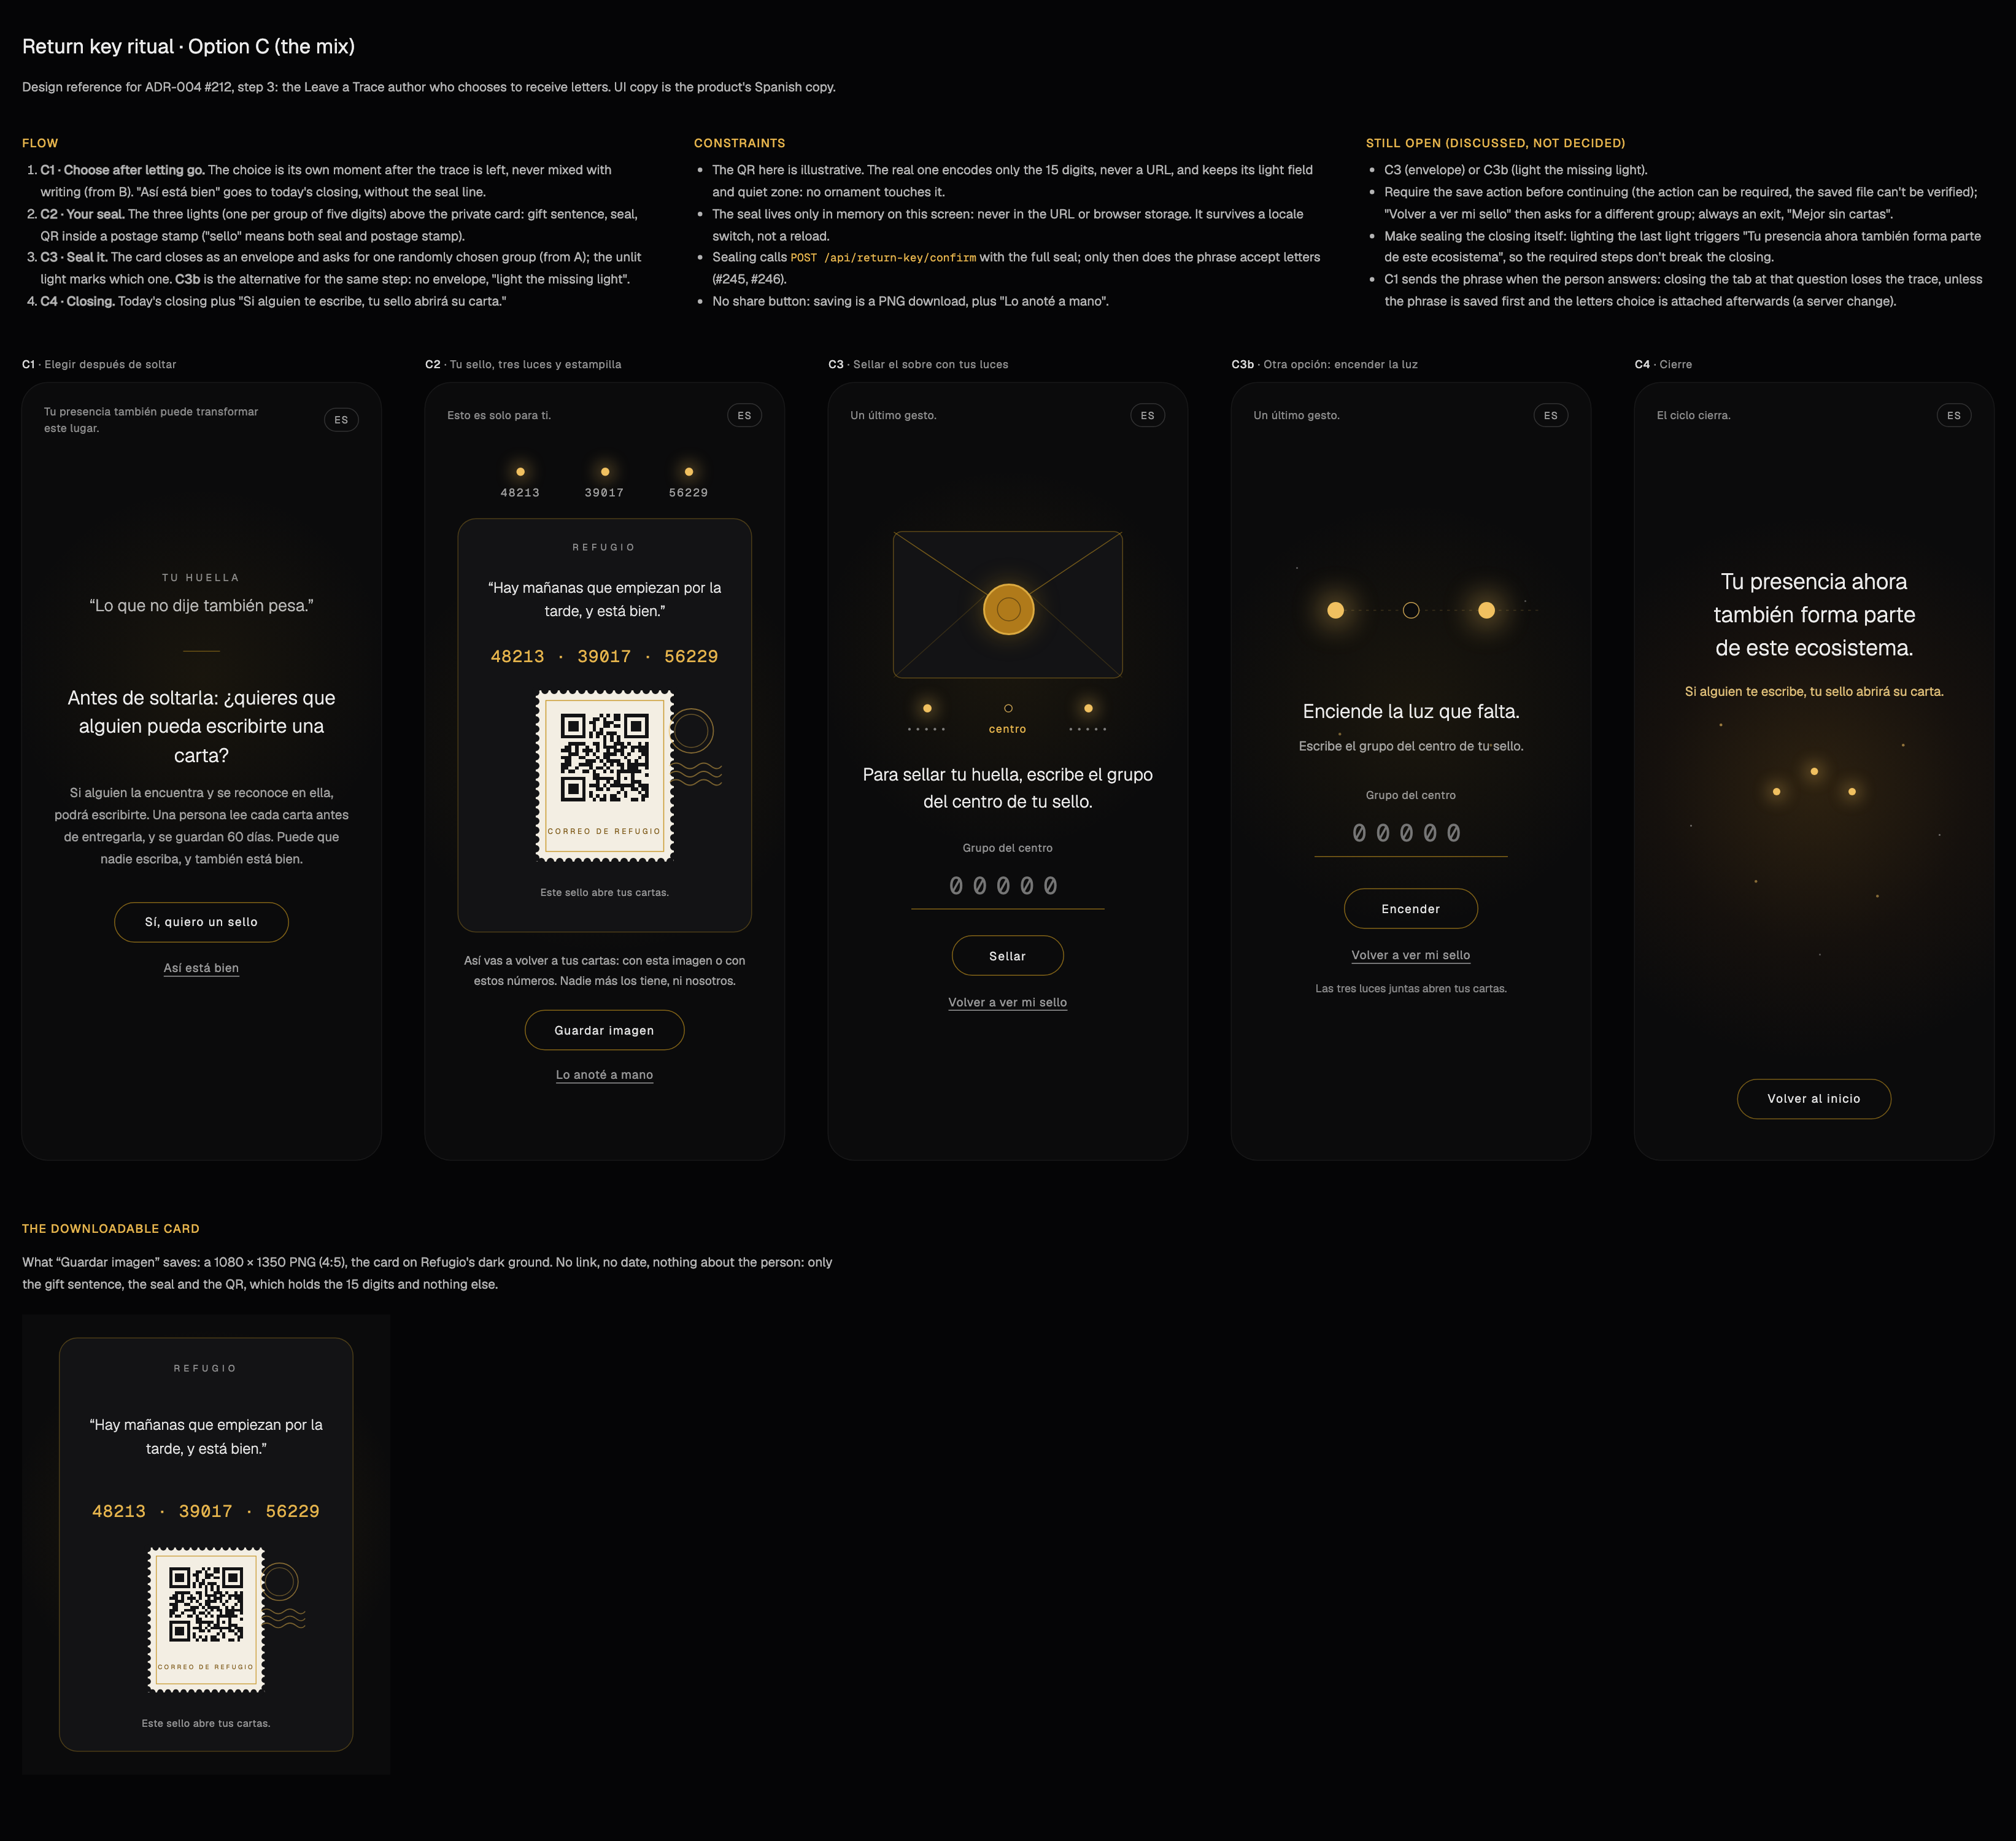 Return key ritual · Option C (the mix)
Design reference for ADR-004 #212, step 3: the Leave a Trace author who chooses to receive letters. UI copy is the product's Spanish copy.
FLOW
1. C1 · Choose after letting go. The choice is its own moment after the trace is left, never mixed with
writing (from B). "Así está bien" goes to today's closing, without the seal line.
2. C2 · Your seal. The three lights (one per group of five digits) above the private card: gift sentence, seal,
QR inside a postage stamp ("sello" means both seal and postage stamp).
3. C3 · Seal it. The card closes as an envelope and asks for one randomly chosen group (from A); the unlit
light marks which one. C3b is the alternative for the same step: no envelope, "light the missing light".
4. C4 · Closing. Today's closing plus "Si alguien te escribe, tu sello abrirá su carta."
CONSTRAINTS
• The QR here is illustrative. The real one encodes only the 15 digits, never a URL, and keeps its light field
and quiet zone: no ornament touches it.
• The seal lives only in memory on this screen: never in the URL or browser storage. It survives a locale
switch, not a reload.
• Sealing calls POST /api/return-key/confirm with the full seal; only then does the phrase accept letters
(#245, #246).
• No share button: saving is a PNG download, plus "Lo anoté a mano".
STILL OPEN (DISCUSSED, NOT DECIDED)
• C3 (envelope) or C3b (light the missing light).
• Require the save action before continuing (the action can be required, the saved file can't be verified);
"Volver a ver mi sello" then asks for a different group; always an exit, "Mejor sin cartas".
• Make sealing the closing itself: lighting the last light triggers "Tu presencia ahora también forma parte
de este ecosistema", so the required steps don't break the closing.
• C1 sends the phrase when the person answers: closing the tab at that question loses the trace, unless
the phrase is saved first and the letters choice is attached afterwards (a server change).
C1 · Elegir después de soltar
Tu presencia también puede transformar
este lugar.
ES
TU HUELLA
“Lo que no dije también pesa.”
Antes de soltarla: ¿quieres que
alguien pueda escribirte una
carta?
Si alguien la encuentra y se reconoce en ella,
podrá escribirte. Una persona lee cada carta antes
de entregarla, y se guardan 60 días. Puede que
nadie escriba, y también está bien.
Sí, quiero un sello
Así está bien
C2 · Tu sello, tres luces y estampilla
Esto es solo para ti.
ES
48213 39017 56229
REFUGIO
“Hay mañanas que empiezan por la
tarde, y está bien.”
48213 · 39017 · 56229
CORREO DE REFUGIO
Este sello abre tus cartas.
Así vas a volver a tus cartas: con esta imagen o con
estos números. Nadie más los tiene, ni nosotros.
Guardar imagen
Lo anoté a mano
C3 · Sellar el sobre con tus luces
Un último gesto.
ES
centro
Para sellar tu huella, escribe el grupo
del centro de tu sello.
Grupo del centro
00000
Sellar
Volver a ver mi sello
C3b · Otra opción: encender la luz
Un último gesto.
ES
Enciende la luz que falta.
Escribe el grupo del centro de tu sello.
Grupo del centro
00000
Encender
Volver a ver mi sello
Las tres luces juntas abren tus cartas.
C4 · Cierre
El ciclo cierra.
ES
Tu presencia ahora
también forma parte
de este ecosistema.
Si alguien te escribe, tu sello abrirá su carta.
Volver al inicio
THE DOWNLOADABLE CARD
What “Guardar imagen” saves: a 1080 × 1350 PNG (4:5), the card on Refugio's dark ground. No link, no date, nothing about the person: only
the gift sentence, the seal and the QR, which holds the 15 digits and nothing else.
REFUGIO
“Hay mañanas que empiezan por la
tarde, y está bien.”
48213 · 39017 · 56229
CORREO DE REFUGIO
Este sello abre tus cartas.